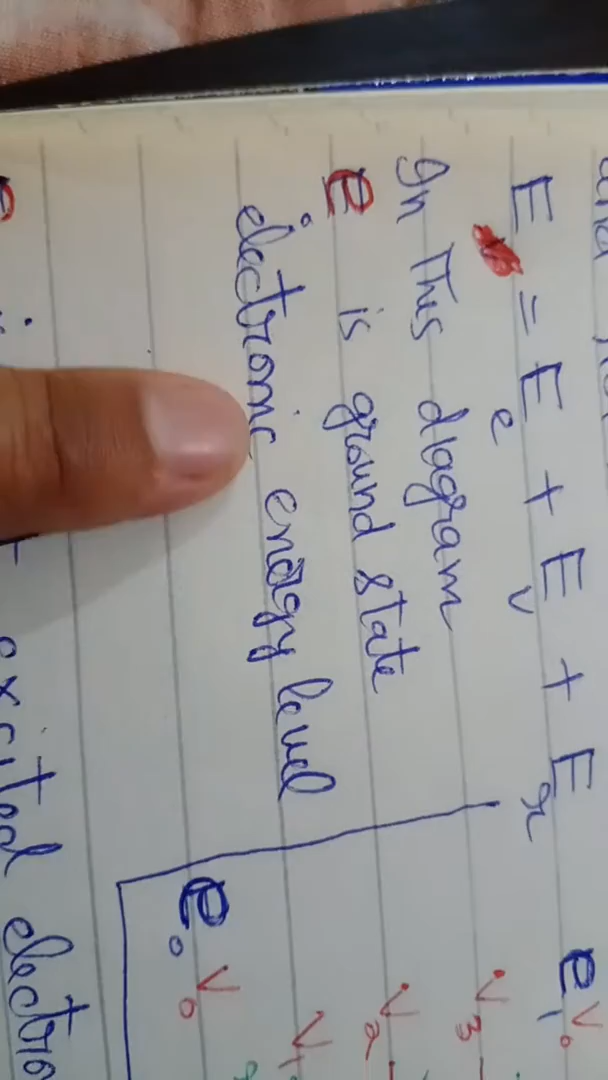 E = Ee + Ev + Er
In This diagram
e₀ is ground state
electronic energy level
excited electro
e₁ v₀
v₃
v₂
v₁
e₀ v₀